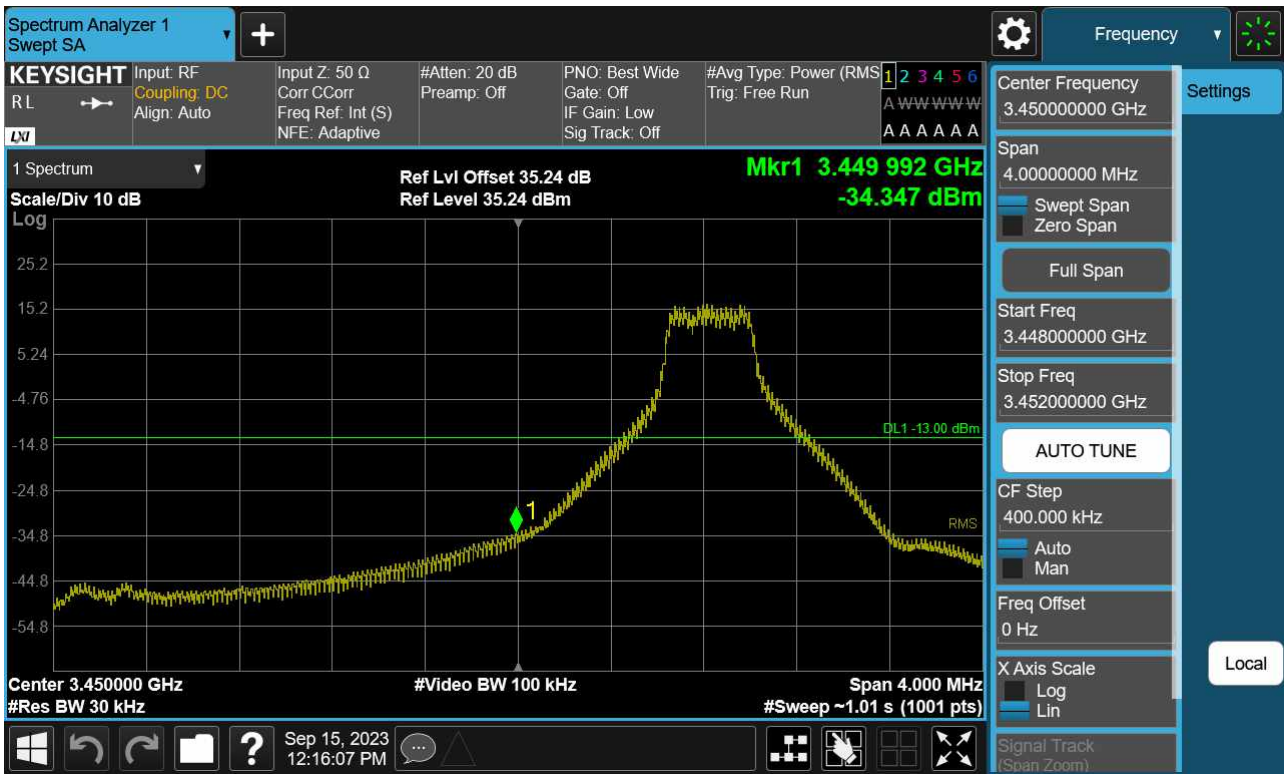 Spectrum Analyzer 1
Swept SA
+
Frequency
KEYSIGHT
R L
LXI
Input: RF
Coupling: DC
Align: Auto
Input Z: 50 Ω
Corr CCorr
Freq Ref: Int (S)
NFE: Adaptive
#Atten: 20 dB
Preamp: Off
PNO: Best Wide
Gate: Off
IF Gain: Low
Sig Track: Off
#Avg Type: Power (RMS
Trig: Free Run
1 2 3 4 5 6
A W W W W W
A A A A A A
1 Spectrum
Scale/Div 10 dB
Log
Ref Lvl Offset 35.24 dB
Ref Level 35.24 dBm
Mkr1 3.449 992 GHz
-34.347 dBm
25.2
15.2
5.24
-4.76
-14.8
-24.8
-34.8
-44.8
-54.8
DL1 -13.00 dBm
1
RMS
Center 3.450000 GHz
#Res BW 30 kHz
#Video BW 100 kHz
Span 4.000 MHz
#Sweep ~1.01 s (1001 pts)
Center Frequency
3.450000000 GHz
Span
4.00000000 MHz
Swept Span
Zero Span
Full Span
Start Freq
3.448000000 GHz
Stop Freq
3.452000000 GHz
AUTO TUNE
CF Step
400.000 kHz
Auto
Man
Freq Offset
0 Hz
X Axis Scale
Log
Lin
Signal Track
(Span Zoom)
Settings
Local
?
Sep 15, 2023
12:16:07 PM